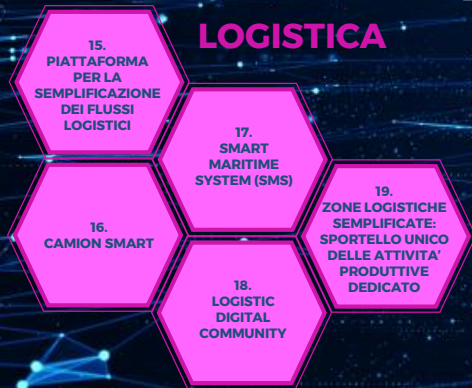 LOGISTICA
15.
PIATTAFORMA
PER LA
SEMPLIFICAZIONE
DEI FLUSSI
LOGISTICI
16.
CAMION SMART
17.
SMART
MARITIME
SYSTEM (SMS)
18.
LOGISTIC
DIGITAL
COMMUNITY
19.
ZONE LOGISTICHE
SEMPLIFICATE:
SPORTELLO UNICO
DELLE ATTIVITA'
PRODUTTIVE
DEDICATO